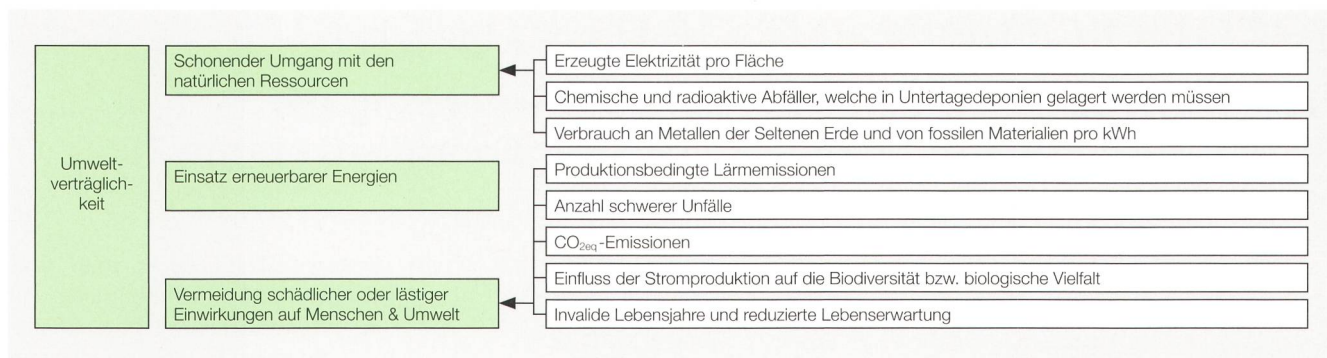 Umwelt-
verträglich-
keit
Schonender Umgang mit den
natürlichen Ressourcen
Erzeugte Elektrizität pro Fläche
Chemische und radioaktive Abfäller, welche in Untertagedeponien gelagert werden müssen
Verbrauch an Metallen der Seltenen Erde und von fossilen Materialien pro kWh
Einsatz erneuerbarer Energien
Produktionsbedingte Lärmemissionen
Anzahl schwerer Unfälle
CO₂eq-Emissionen
Einfluss der Stromproduktion auf die Biodiversität bzw. biologische Vielfalt
Vermeidung schädlicher oder lästiger
Einwirkungen auf Menschen & Umwelt
Invalide Lebensjahre und reduzierte Lebenserwartung